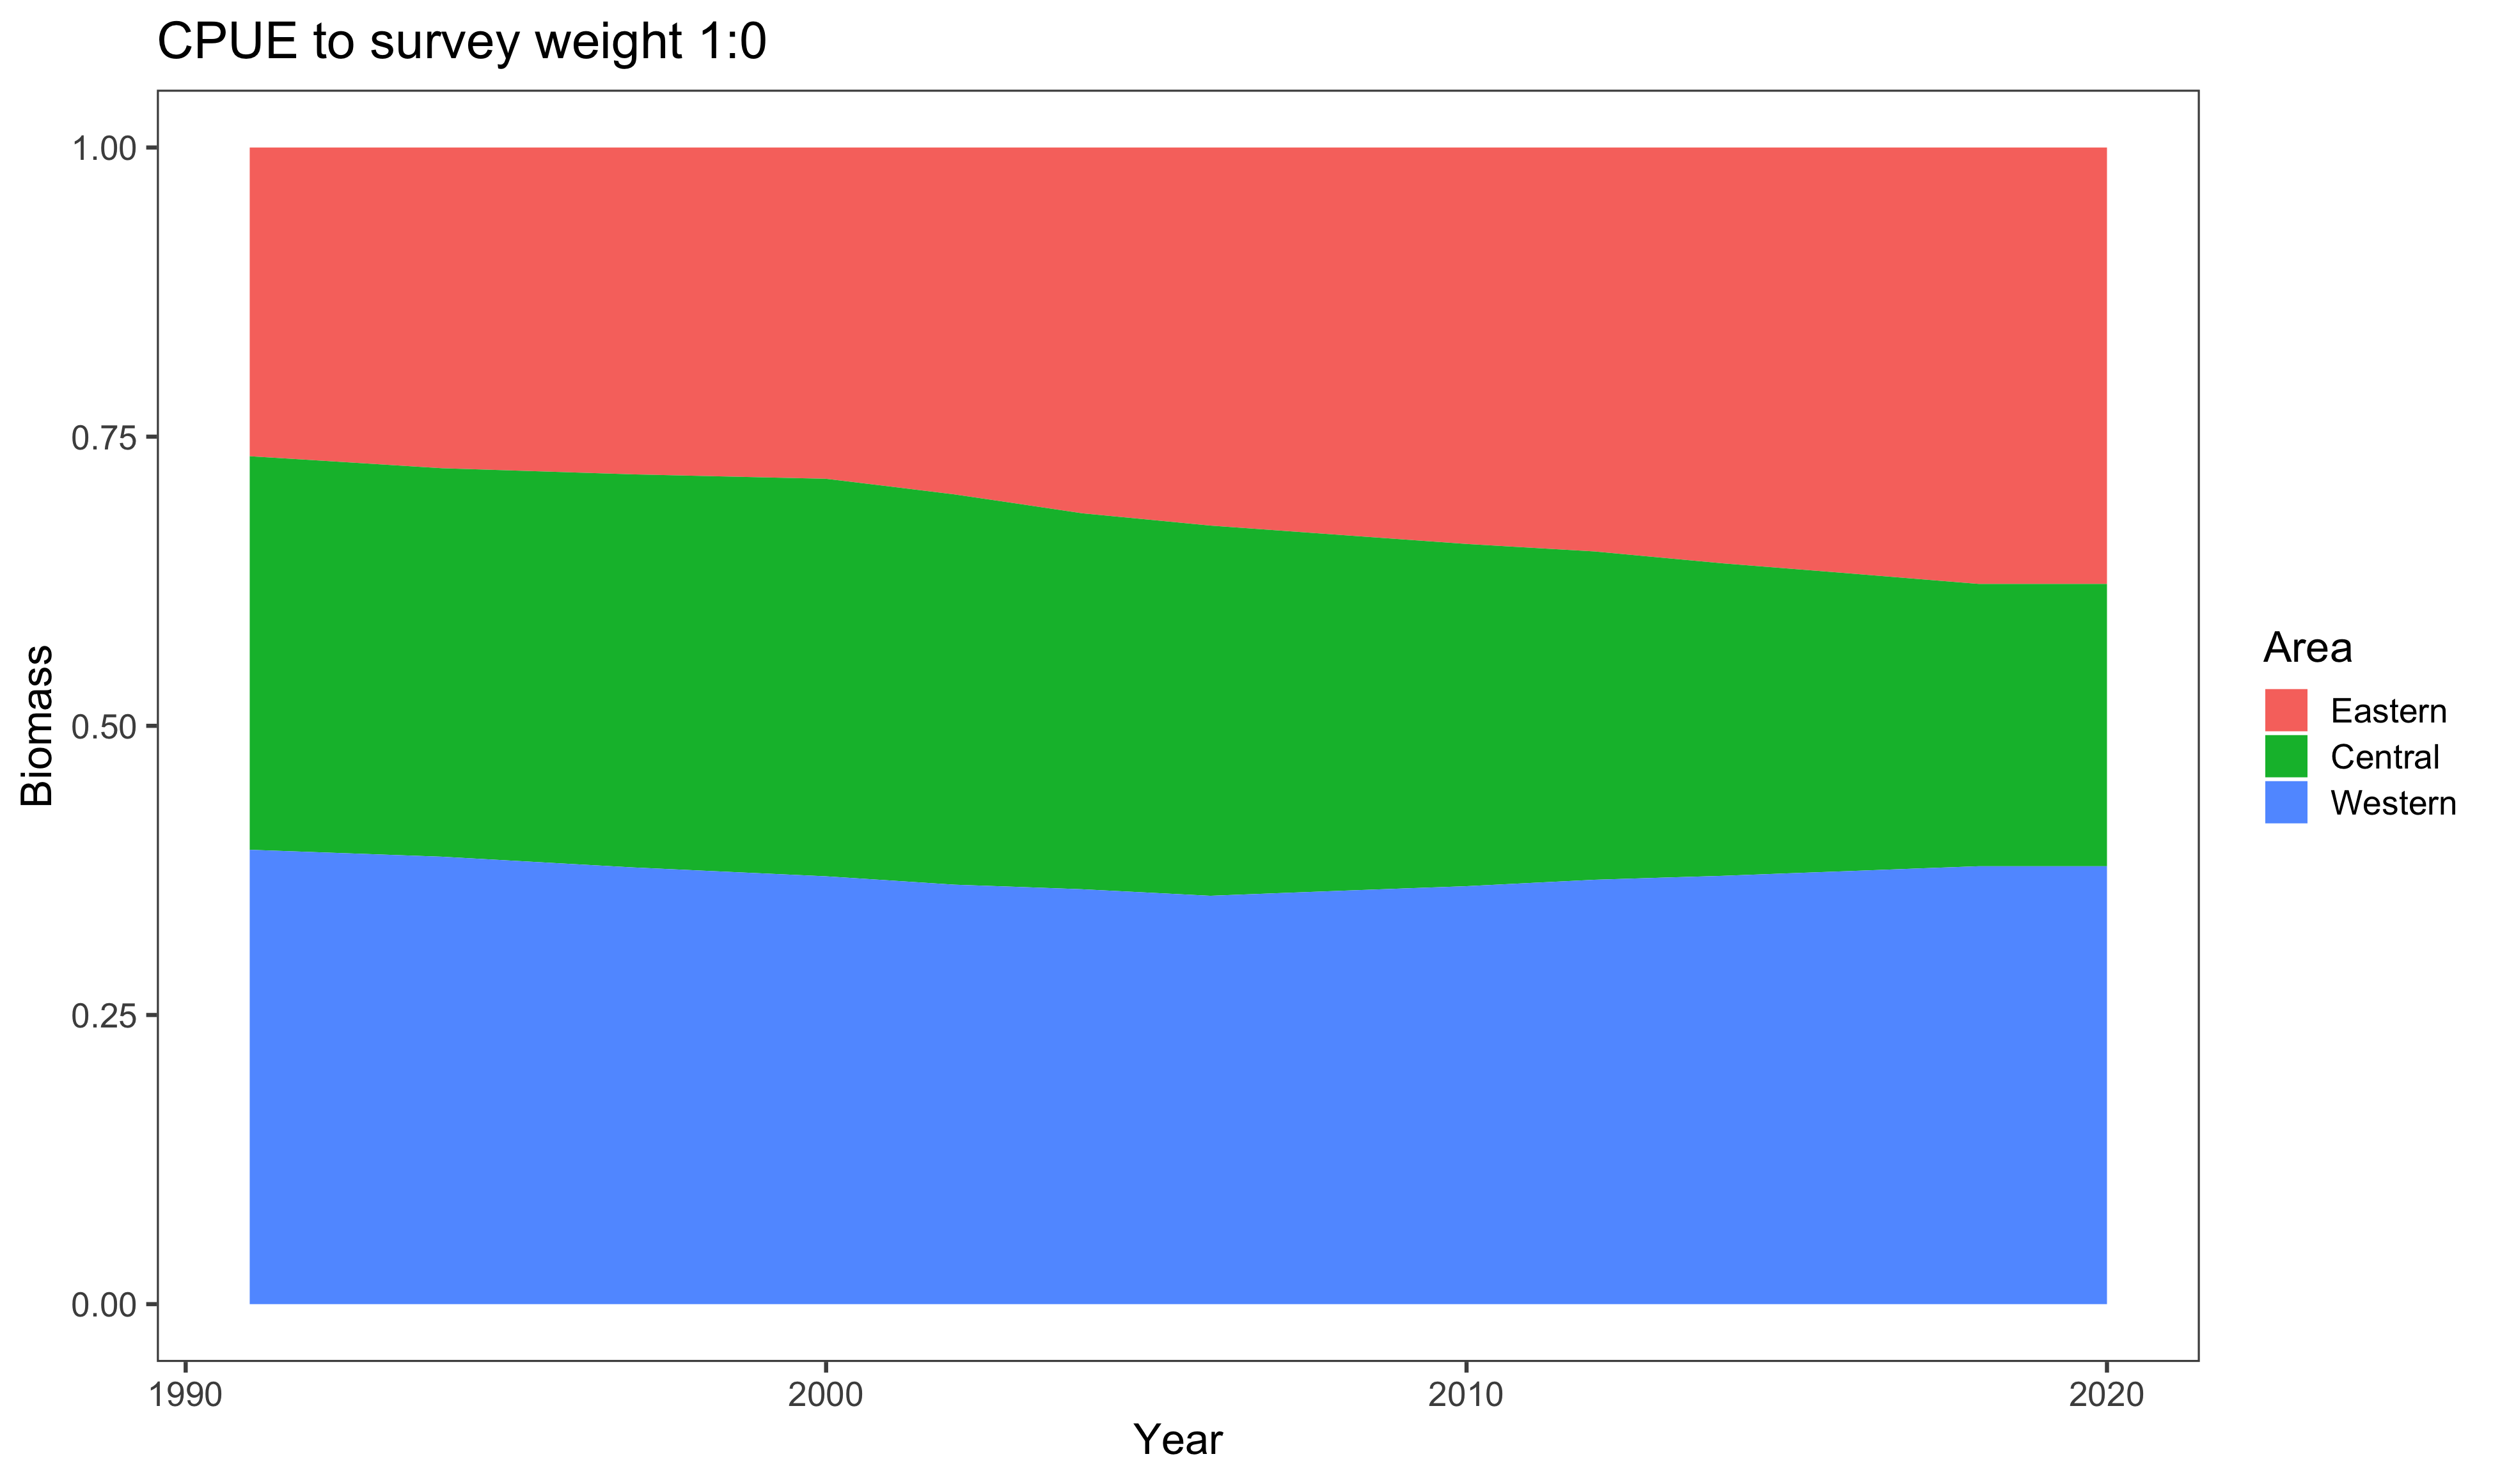 CPUE to survey weight 1:0
1.00
0.75
0.50
0.25
0.00
Biomass
1990 2000 2010 2020
Year
Area
Eastern
Central
Western